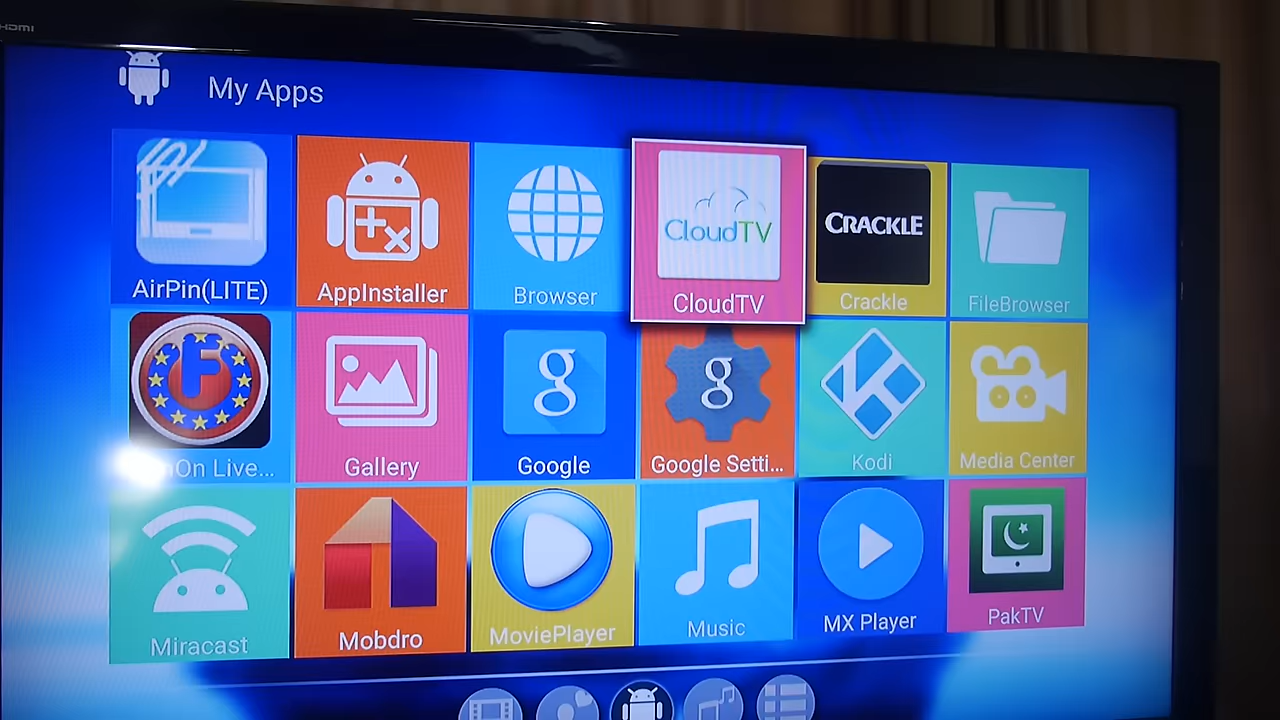 HDMI
My Apps
AirPin(LITE)
AppInstaller
Browser
CloudTV
CloudTV
CRACKLE
Crackle
FileBrowser
F
On Live...
Gallery
g
Google
g
Google Setti...
Kodi
Media Center
Miracast
Mobdro
MoviePlayer
Music
MX Player
PakTV